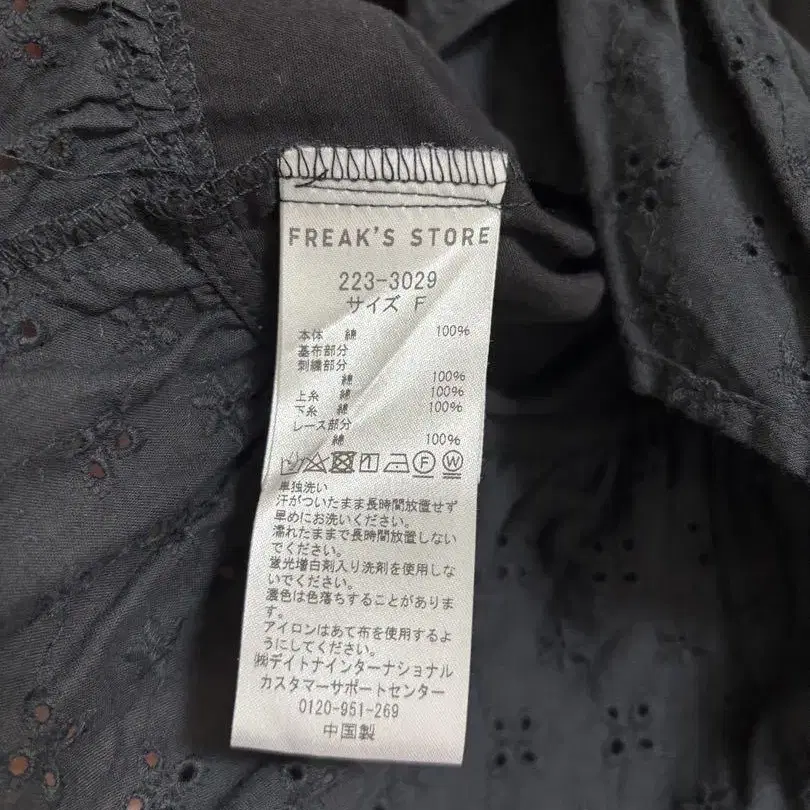 FREAK'S STORE
223-3029
サイズ F
本体 綿 100%
基布部分
刺繍部分
綿 100%
上糸 綿 100%
下糸 綿 100%
レース部分
綿 100%
F W
単独洗い
汗がついたまま長時間放置せず
早めにお洗いください。
濡れたままで長時間放置しない
でください。
蛍光増白剤入り洗剤を使用しな
いでください。
濃色は色落ちすることがありま
す。
アイロンはあて布を使用するよ
うにしてください。
㈱デイトナインターナショナル
カスタマーサポートセンター
0120-951-269
中国製